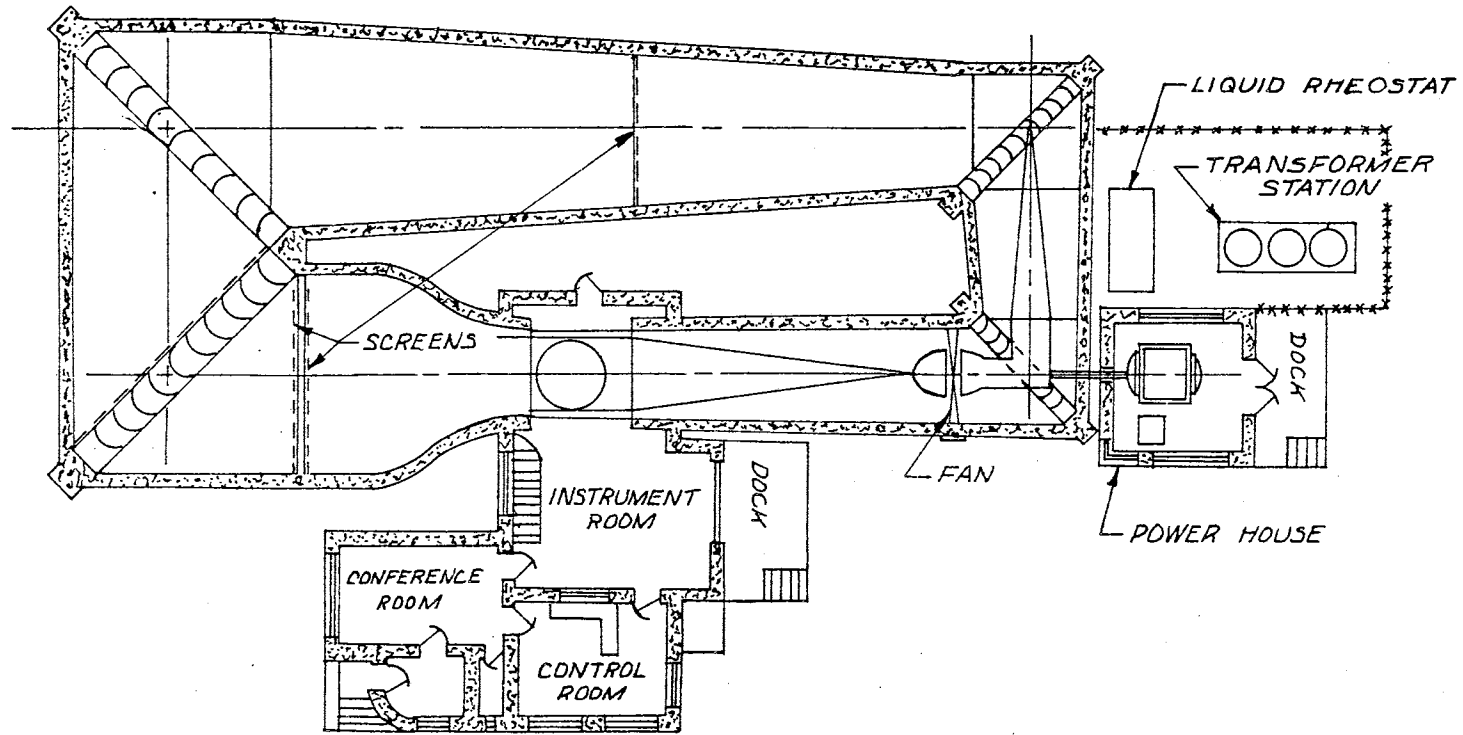 LIQUID RHEOSTAT
TRANSFORMER
STATION
SCREENS
DOCK
FAN
INSTRUMENT
ROOM
DOCK
POWER HOUSE
CONFERENCE
ROOM
CONTROL
ROOM